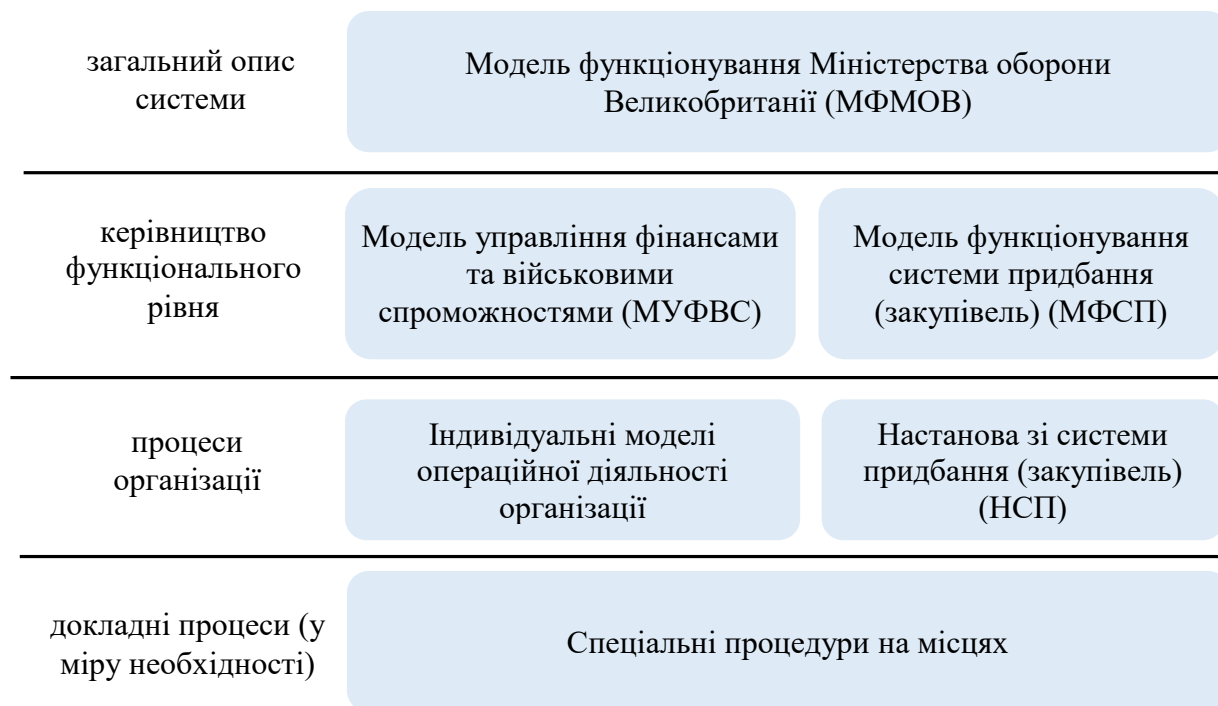 загальний опис
системи
Модель функціонування Міністерства оборони
Великобританії (МФМОВ)
керівництво
функціонального
рівня
Модель управління фінансами
та військовими
спроможностями (МУФВС)
Модель функціонування
системи придбання
(закупівель) (МФСП)
процеси
організації
Індивідуальні моделі
операційної діяльності
організації
Настанова зі системи
придбання (закупівель)
(НСП)
докладні процеси (у
міру необхідності)
Спеціальні процедури на місцях